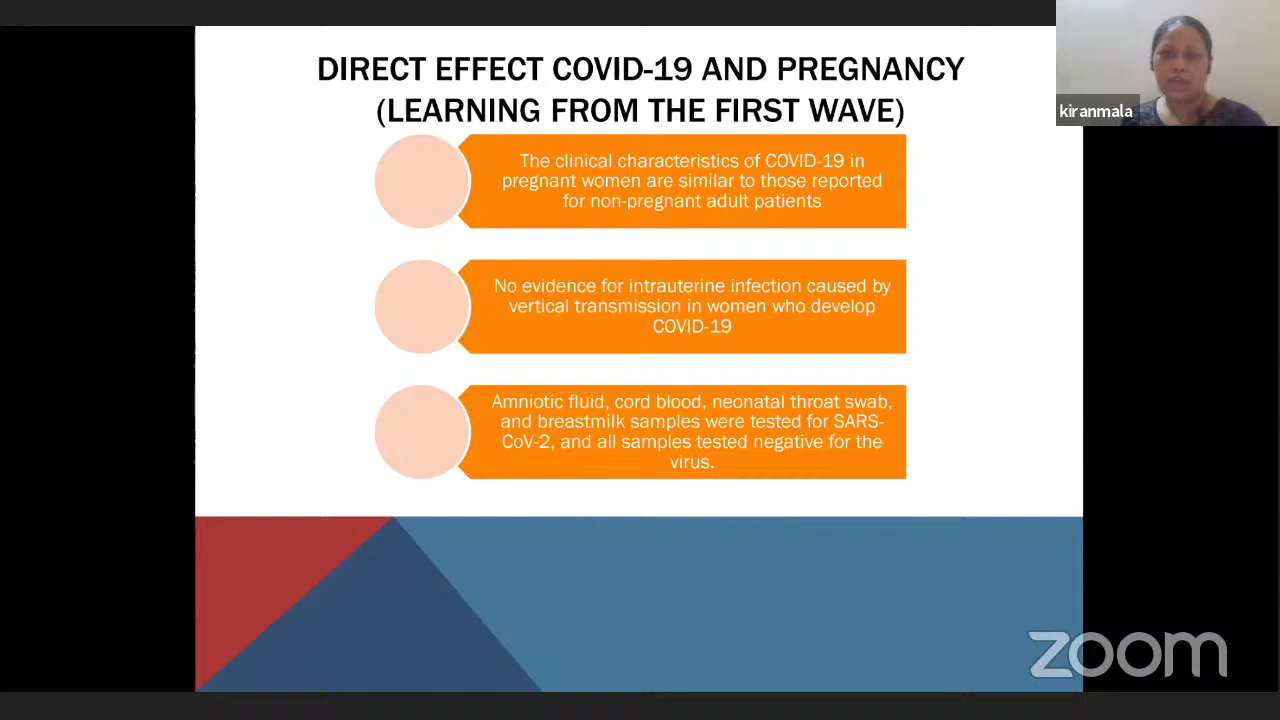 DIRECT EFFECT COVID-19 AND PREGNANCY
(LEARNING FROM THE FIRST WAVE)
kiranmala
The clinical characteristics of COVID-19 in
pregnant women are similar to those reported
for non-pregnant adult patients
No evidence for intrauterine infection caused by
vertical transmission in women who develop
COVID-19
Amniotic fluid, cord blood, neonatal throat swab,
and breastmilk samples were tested for SARS-
CoV-2, and all samples tested negative for the
virus.
zoom